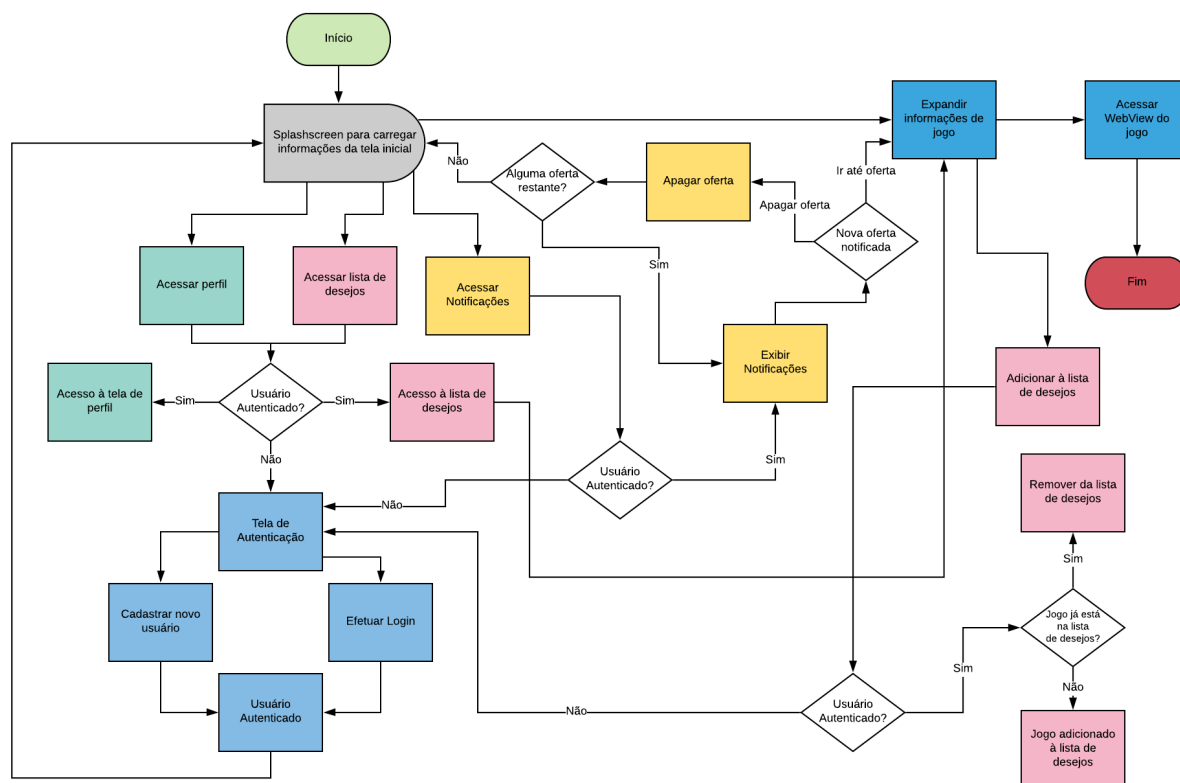 Início
Splashscreen para carregar
informações da tela inicial
Expandir
informações de
jogo
Acessar
WebView do
jogo
Não
Alguma oferta
restante?
Apagar oferta
Ir até oferta
Apagar oferta
Nova oferta
notificada
Acessar perfil
Acessar lista de
desejos
Acessar
Notificações
Sim
Fim
Exibir
Notificações
Adicionar à lista
de desejos
Acesso à tela de
perfil
Sim
Usuário
Autenticado?
Sim
Acesso à lista de
desejos
Não
Usuário
Autenticado?
Sim
Não
Remover da lista
de desejos
Tela de
Autenticação
Sim
Cadastrar novo
usuário
Efetuar Login
Jogo já está
na lista
de desejos?
Sim
Não
Usuário
Autenticado
Não
Usuário
Autenticado?
Jogo adicionado
à lista de
desejos